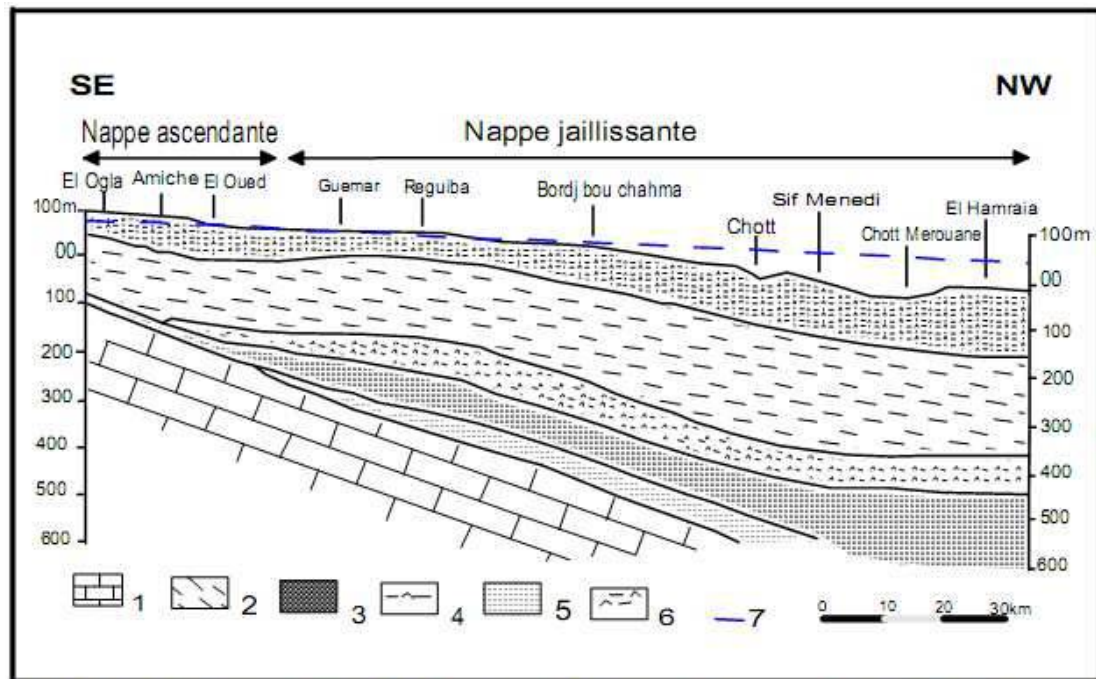 SE
NW
Nappe ascendante
Nappe jaillissante
El Ogla Amiche El Oued Guemar Reguiba Bordj bou chahma Chott Sif Menedi Chott Merouane El Hamraia
100m
00
100
200
300
400
500
600
100m
00
100
200
300
400
500
600
1 2 3 4 5 6 7
0 10 20 30km